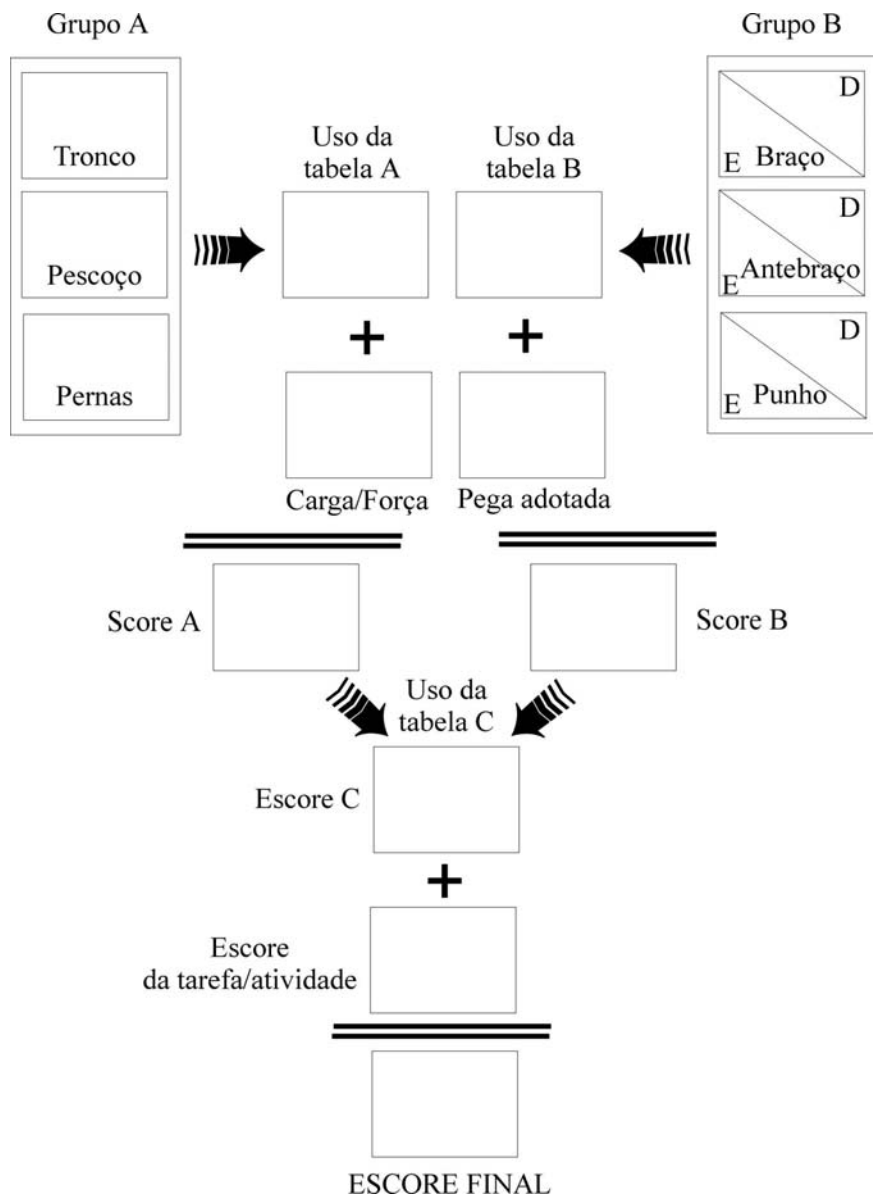 Grupo A
Grupo B
Tronco
Pescoço
Pernas
Uso da
tabela A
Uso da
tabela B
D
E Braço
D
E Antebraço
D
E Punho
+
+
Carga/Força
Pega adotada
Score A
Score B
Uso da
tabela C
Escore C
+
Escore
da tarefa/atividade
ESCORE FINAL